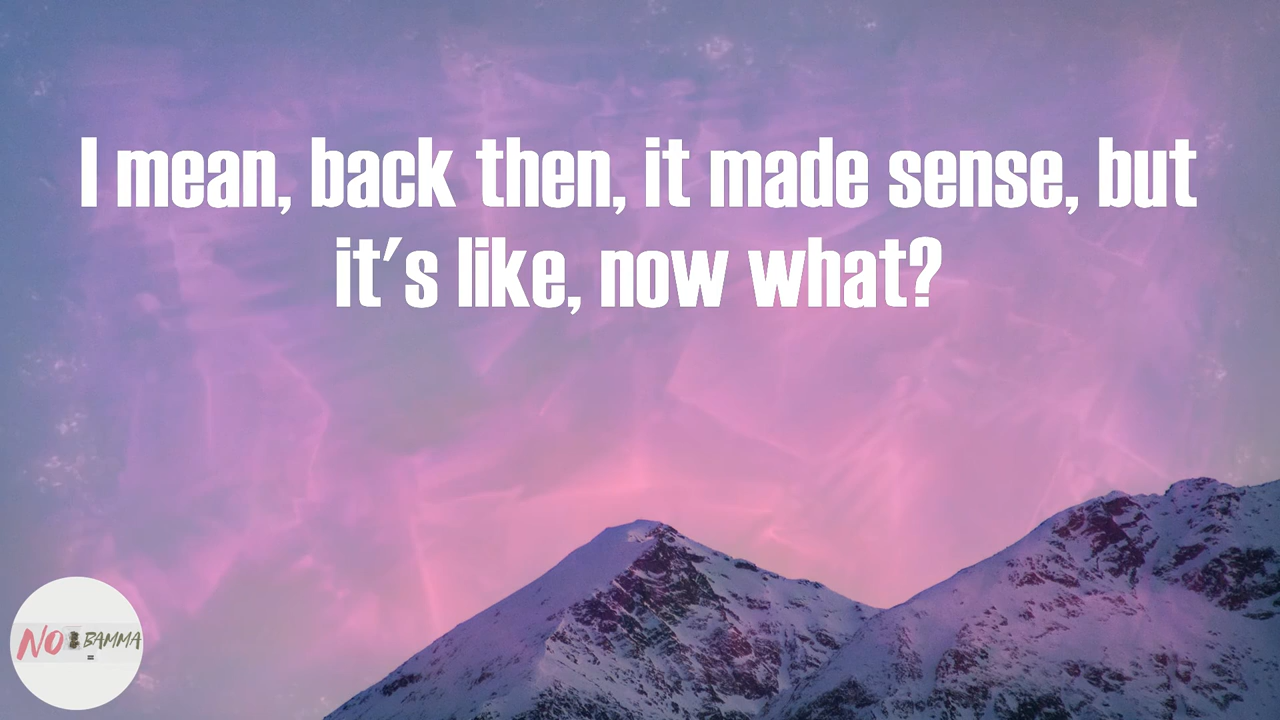 I mean, back then, it made sense, but
it's like, now what?
NO BAMMA